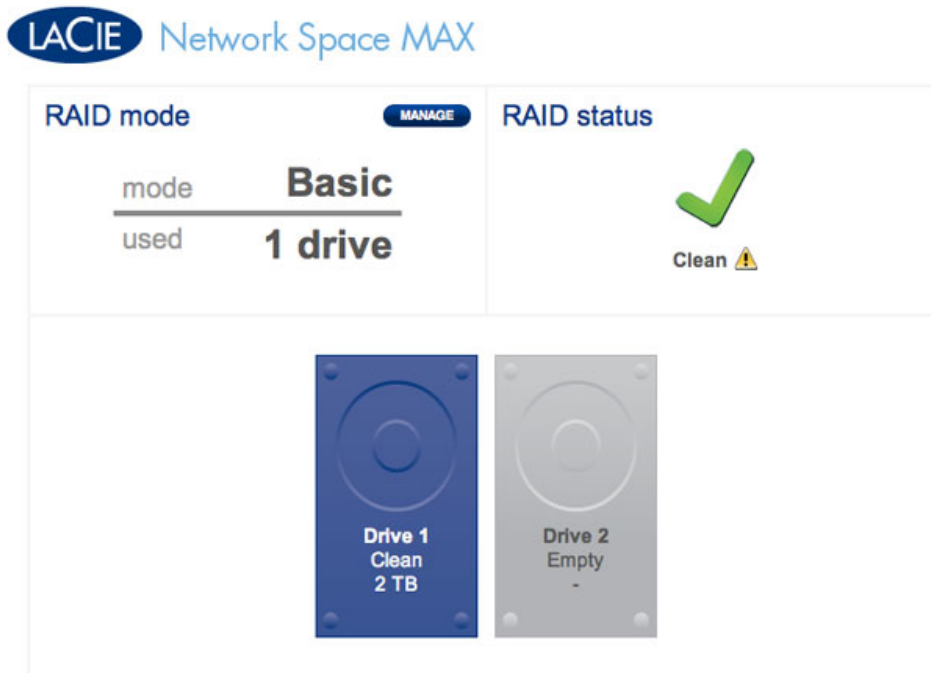 LACIE Network Space MAX
RAID mode
MANAGE
mode Basic
used 1 drive
RAID status
Clean
Drive 1
Clean
2 TB
Drive 2
Empty
-